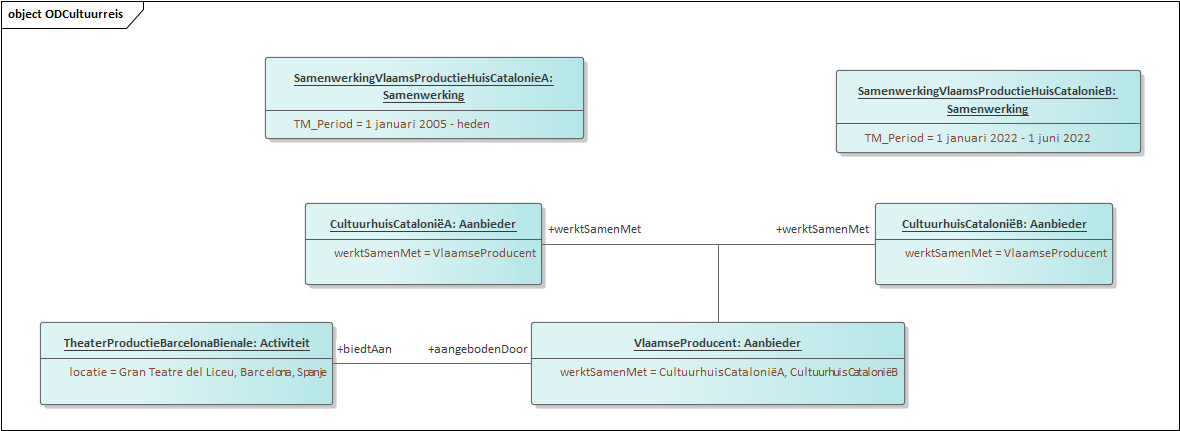 object ODCultuurreis
SamenwerkingVlaamsProductieHuisCatalonieA:
Samenwerking
TM_Period = 1 januari 2005 - heden
SamenwerkingVlaamsProductieHuisCatalonieB:
Samenwerking
TM_Period = 1 januari 2022 - 1 juni 2022
CultuurhuisCataloniëA: Aanbieder
werktSamenMet = VlaamseProducent
+werktSamenMet
+werktSamenMet
CultuurhuisCataloniëB: Aanbieder
werktSamenMet = VlaamseProducent
TheaterProductieBarcelonaBienale: Activiteit
locatie = Gran Teatre del Liceu, Barcelona, Spanje
+biedtAan
+aangebodenDoor
VlaamseProducent: Aanbieder
werktSamenMet = CultuurhuisCataloniëA, CultuurhuisCataloniëB